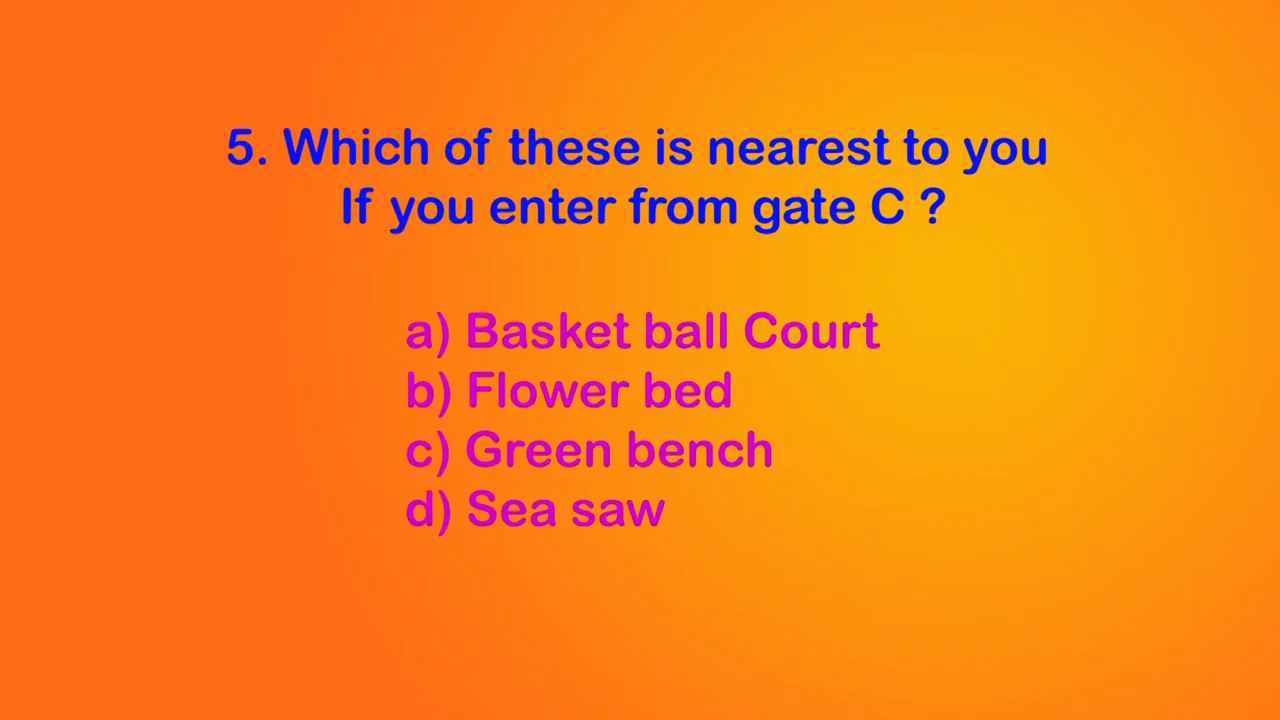 5. Which of these is nearest to you
If you enter from gate C ?
a) Basket ball Court
b) Flower bed
c) Green bench
d) Sea saw